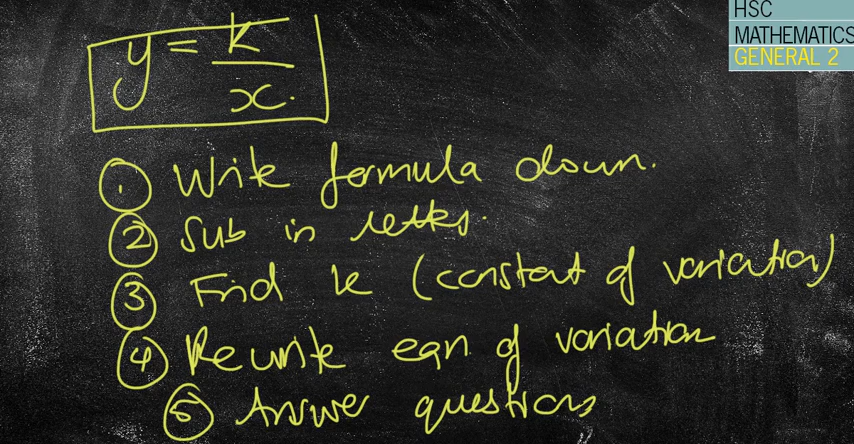 HSC
MATHEMATICS
GENERAL 2
y = k/x
1 Write formula down.
2 Sub in letters.
3 Find k (constant of variation)
4 Rewrite eqn of variation
5 Answer questions